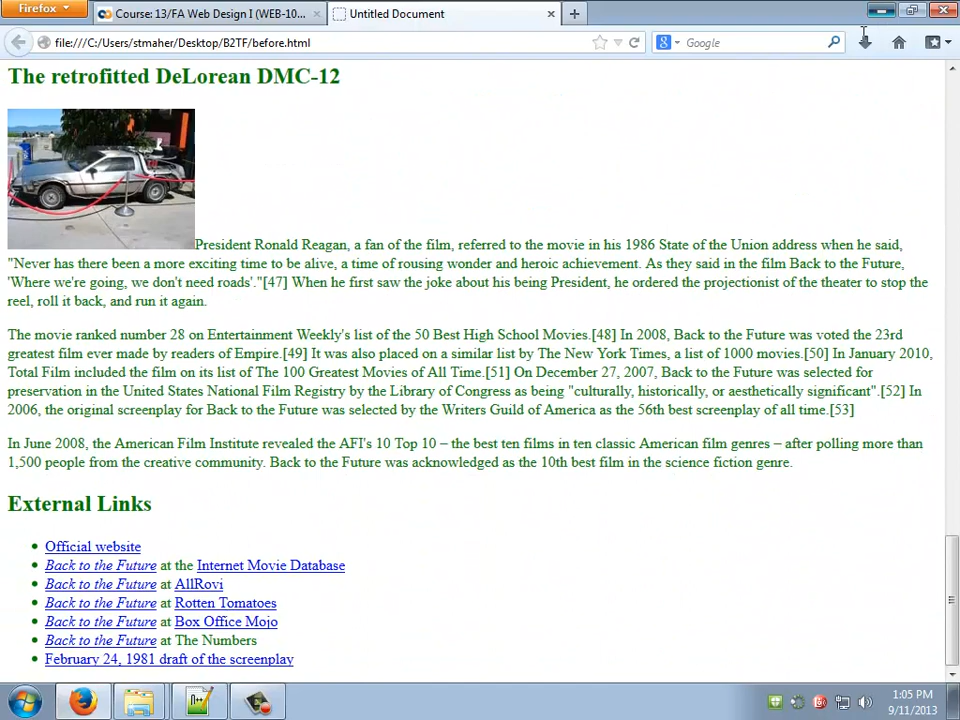 Firefox
Course: 13/FA Web Design I (WEB-10...
Untitled Document
file:///C:/Users/stmaher/Desktop/B2TF/before.html
Google
The retrofitted DeLorean DMC-12
President Ronald Reagan, a fan of the film, referred to the movie in his 1986 State of the Union address when he said,
"Never has there been a more exciting time to be alive, a time of rousing wonder and heroic achievement. As they said in the film Back to the Future,
'Where we're going, we don't need roads'."[47] When he first saw the joke about his being President, he ordered the projectionist of the theater to stop the
reel, roll it back, and run it again.
The movie ranked number 28 on Entertainment Weekly's list of the 50 Best High School Movies.[48] In 2008, Back to the Future was voted the 23rd
greatest film ever made by readers of Empire.[49] It was also placed on a similar list by The New York Times, a list of 1000 movies.[50] In January 2010,
Total Film included the film on its list of The 100 Greatest Movies of All Time.[51] On December 27, 2007, Back to the Future was selected for
preservation in the United States National Film Registry by the Library of Congress as being "culturally, historically, or aesthetically significant".[52] In
2006, the original screenplay for Back to the Future was selected by the Writers Guild of America as the 56th best screenplay of all time.[53]
In June 2008, the American Film Institute revealed the AFI's 10 Top 10 – the best ten films in ten classic American film genres – after polling more than
1,500 people from the creative community. Back to the Future was acknowledged as the 10th best film in the science fiction genre.
External Links
Official website
Back to the Future at the Internet Movie Database
Back to the Future at AllRovi
Back to the Future at Rotten Tomatoes
Back to the Future at Box Office Mojo
Back to the Future at The Numbers
February 24, 1981 draft of the screenplay
1:05 PM
9/11/2013